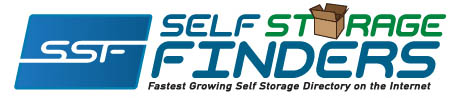 SSF
SELF STORAGE
FINDERS
Fastest Growing Self Storage Directory on the Internet